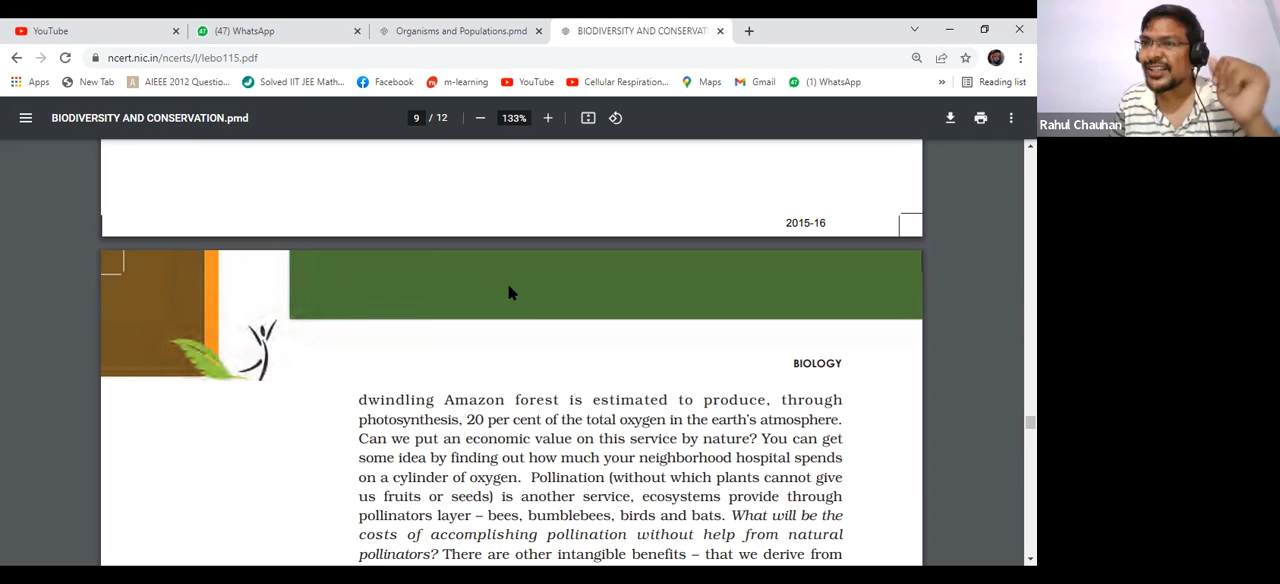 YouTube
(47) WhatsApp
Organisms and Populations.pmd
BIODIVERSITY AND CONSERVATION
ncert.nic.in/ncerts/l/lebo115.pdf
Apps
New Tab
AIEEE 2012 Questio...
Solved IIT JEE Math...
Facebook
m-learning
YouTube
Cellular Respiration...
Maps
Gmail
(1) WhatsApp
»
Reading list
BIODIVERSITY AND CONSERVATION.pmd
9 / 12
133%
Rahul Chauhan
2015-16
BIOLOGY
dwindling Amazon forest is estimated to produce, through
photosynthesis, 20 per cent of the total oxygen in the earth's atmosphere.
Can we put an economic value on this service by nature? You can get
some idea by finding out how much your neighborhood hospital spends
on a cylinder of oxygen. Pollination (without which plants cannot give
us fruits or seeds) is another service, ecosystems provide through
pollinators layer – bees, bumblebees, birds and bats. What will be the
costs of accomplishing pollination without help from natural
pollinators? There are other intangible benefits – that we derive from